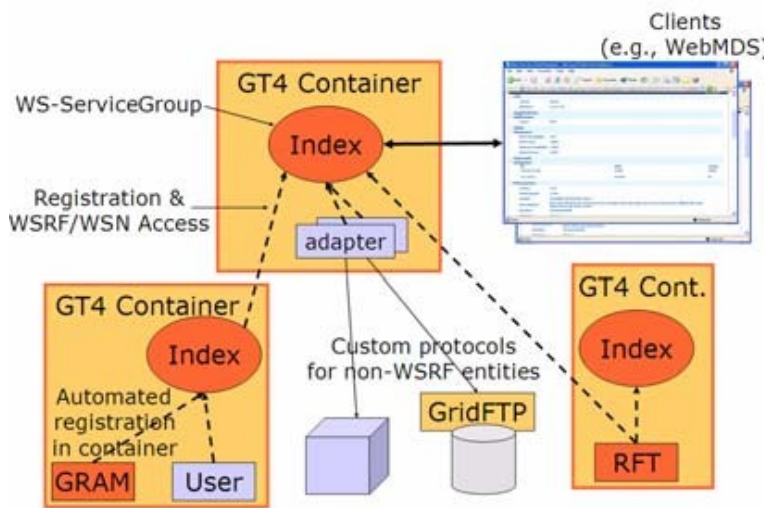 Clients
(e.g., WebMDS)
GT4 Container
WS-ServiceGroup
Index
Registration &
WSRF/WSN Access
adapter
GT4 Container
Index
Automated
registration
in container
GRAM
User
Custom protocols
for non-WSRF entities
GridFTP
GT4 Cont.
Index
RFT